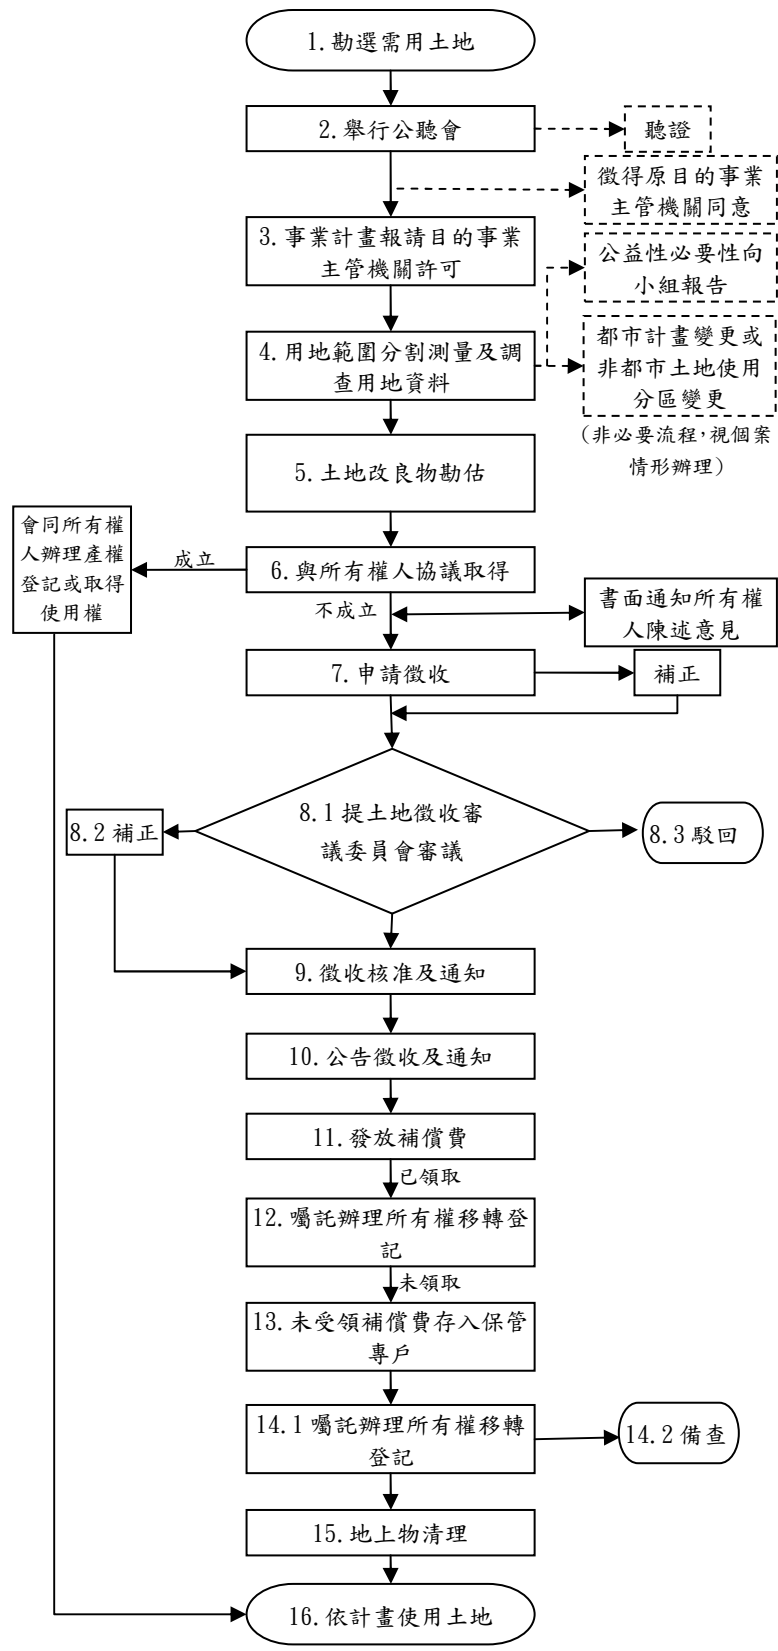 1.勘選需用土地
2.舉行公聽會
聽證
徵得原目的事業
主管機關同意
3.事業計畫報請目的事業
主管機關許可
公益性必要性向
小組報告
4.用地範圍分割測量及調
查用地資料
都市計畫變更或
非都市土地使用
分區變更
(非必要流程,視個案
情形辦理)
5.土地改良物勘估
會同所有權
人辦理產權
登記或取得
使用權
成立
6.與所有權人協議取得
不成立
書面通知所有權
人陳述意見
7.申請徵收
補正
8.1提土地徵收審
議委員會審議
8.2補正
8.3駁回
9.徵收核准及通知
10.公告徵收及通知
11.發放補償費
已領取
12.囑託辦理所有權移轉登
記
未領取
13.未受領補償費存入保管
專戶
14.1囑託辦理所有權移轉
登記
14.2備查
15.地上物清理
16.依計畫使用土地